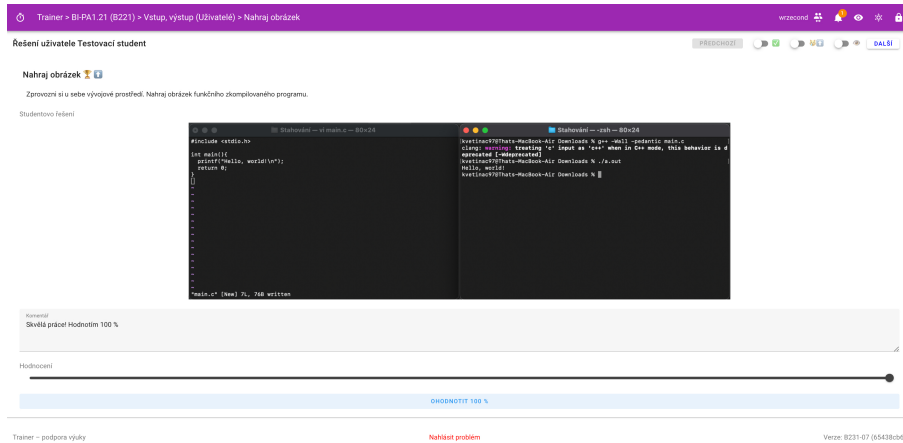 Trainer > BI-PA1.21 (B221) > Vstup, výstup (Uživatelé) > Nahraj obrázek
wrzecond
Řešení uživatele Testovací student
PŘEDCHOZÍ
DALŠÍ
Nahraj obrázek
Zprovozni si u sebe vývojové prostředí. Nahraj obrázek funkčního zkompilovaného programu.
Studentovo řešení
Stahování — vi main.c — 80×24
#include <stdio.h>
int main(){
printf("Hello, world!\n");
return 0;
}
~
~
~
~
~
~
~
~
~
~
~
~
~
~
"main.c" [New] 7L, 76B written
Stahování — -zsh — 80×24
kvetinac97@Thats-MacBook-Air Downloads % g++ -Wall -pedantic main.c
clang: warning: treating 'c' input as 'c++' when in C++ mode, this behavior is d
eprecated [-Wdeprecated]
kvetinac97@Thats-MacBook-Air Downloads % ./a.out
Hello, world!
kvetinac97@Thats-MacBook-Air Downloads %
Komentář
Skvělá práce! Hodnotím 100 %
Hodnocení
OHODNOTIT 100 %
Trainer – podpora výuky
Nahlásit problém
Verze: B231-07 (65438cb6